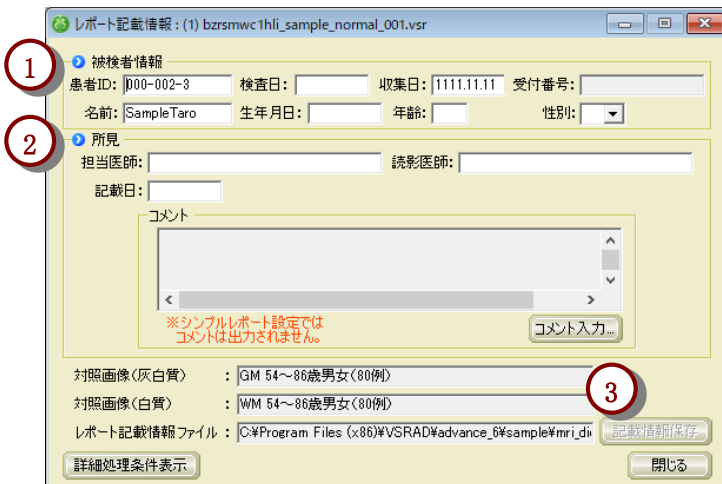 レポート記載情報 : (1) bzrsmwc1hli_sample_normal_001.vsr
1
被検者情報
患者ID: 000-002-3 検査日: 収集日: 1111.11.11 受付番号:
名前: SampleTaro 生年月日: 年齢: 性別:
2
所見
担当医師: 読影医師:
記載日:
コメント
※シンプルレポート設定では
コメントは出力されません。
コメント入力...
対照画像(灰白質) : GM 54～86歳男女(80例)
対照画像(白質) : WM 54～86歳男女(80例)
3
レポート記載情報ファイル : C:¥Program Files (x86)¥VSRAD¥advance_6¥sample¥mri_di 記載情報保存
詳細処理条件表示 閉じる